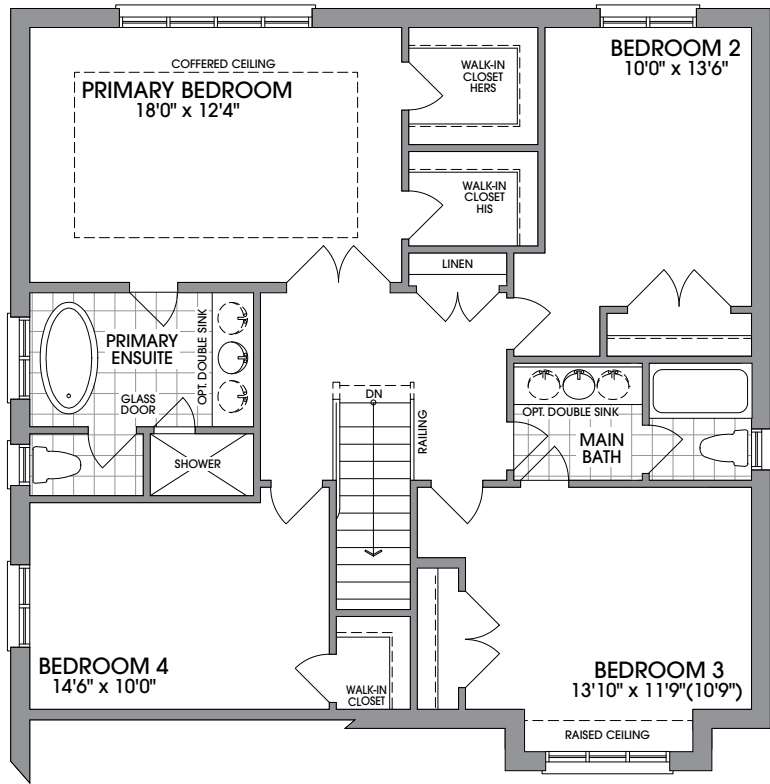 COFFERED CEILING
PRIMARY BEDROOM
18'0" x 12'4"
WALK-IN
CLOSET
HERS
BEDROOM 2
10'0" x 13'6"
WALK-IN
CLOSET
HIS
LINEN
PRIMARY
ENSUITE
OPT. DOUBLE SINK
GLASS
DOOR
SHOWER
DN
RAILING
OPT. DOUBLE SINK
MAIN
BATH
BEDROOM 4
14'6" x 10'0"
WALK-IN
CLOSET
BEDROOM 3
13'10" x 11'9"(10'9")
RAISED CEILING